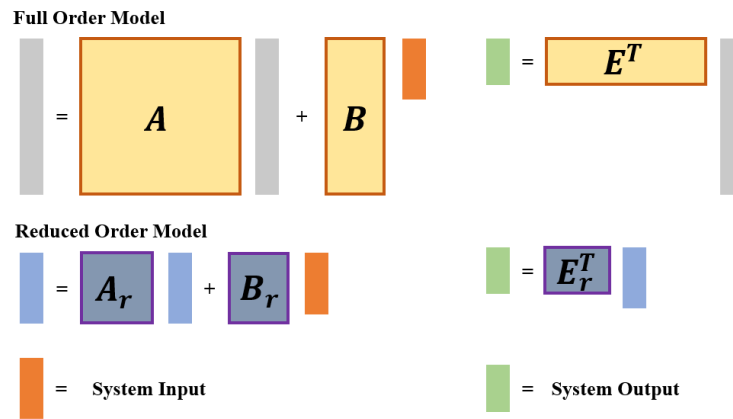 Full Order Model
= A + B
= E^T
Reduced Order Model
= A_r + B_r
= E_r^T
= System Input
= System Output